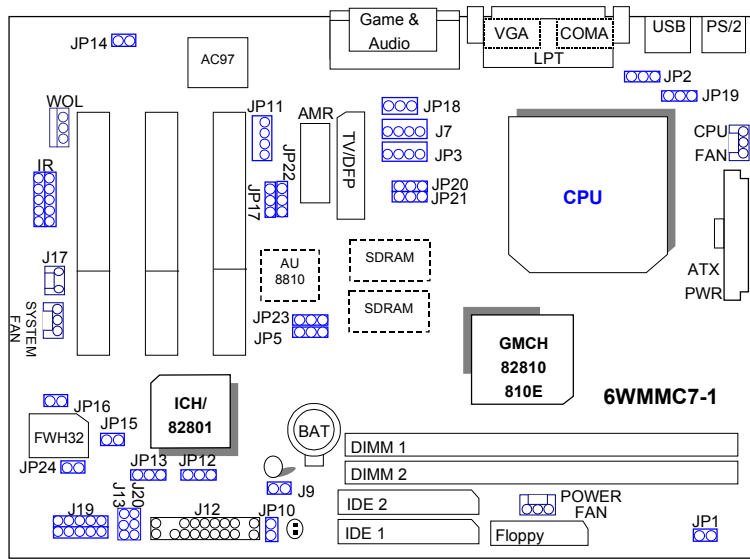 Game &
Audio
VGA
COMA
LPT
USB
PS/2
JP14
AC97
JP2
JP19
WOL
JP11
AMR
TV/DFP
JP18
J7
JP3
CPU
FAN
IR
JP22
JP17
JP20
JP21
CPU
J17
AU
8810
SDRAM
SDRAM
ATX
PWR
SYSTEM
FAN
JP23
JP5
GMCH
82810
810E
6WMMC7-1
JP16
FWH32
JP15
ICH/
82801
BAT
DIMM 1
DIMM 2
JP24
JP13
JP12
J9
IDE 2
IDE 1
POWER
FAN
Floppy
JP1
J19
J13
J20
J12
JP10